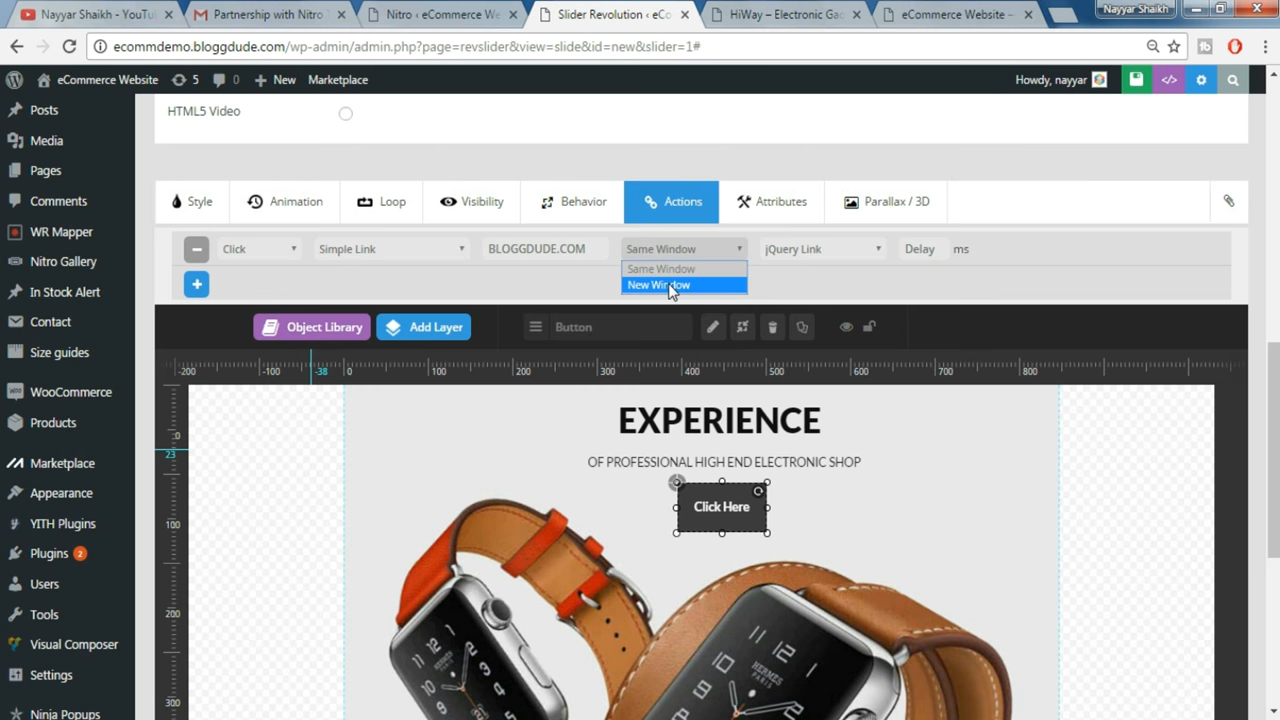 Nayyar Shaikh - YouTu
Partnership with Nitro
Nitro ‹ eCommerce We
Slider Revolution ‹ eCo
HiWay – Electronic Gad
eCommerce Website –
Nayyar Shaikh
ecommdemo.bloggdude.com/wp-admin/admin.php?page=revslider&view=slide&id=new&slider=1#
eCommerce Website
5
0
New
Marketplace
Howdy, nayyar
Posts
Media
Pages
Comments
WR Mapper
Nitro Gallery
In Stock Alert
Contact
Size guides
WooCommerce
Products
Marketplace
Appearance
YITH Plugins
Plugins 2
Users
Tools
Visual Composer
Settings
Ninja Popups
HTML5 Video
Style
Animation
Loop
Visibility
Behavior
Actions
Attributes
Parallax / 3D
Click
Simple Link
BLOGGDUDE.COM
Same Window
jQuery Link
Delay
ms
Same Window
New Window
Object Library
Add Layer
Button
-200 -100 -38 0 100 200 300 400 500 600 700 800
:0
23
100
200
300
EXPERIENCE
OF PROFESSIONAL HIGH END ELECTRONIC SHOP
Click Here
HERMES
HERMES